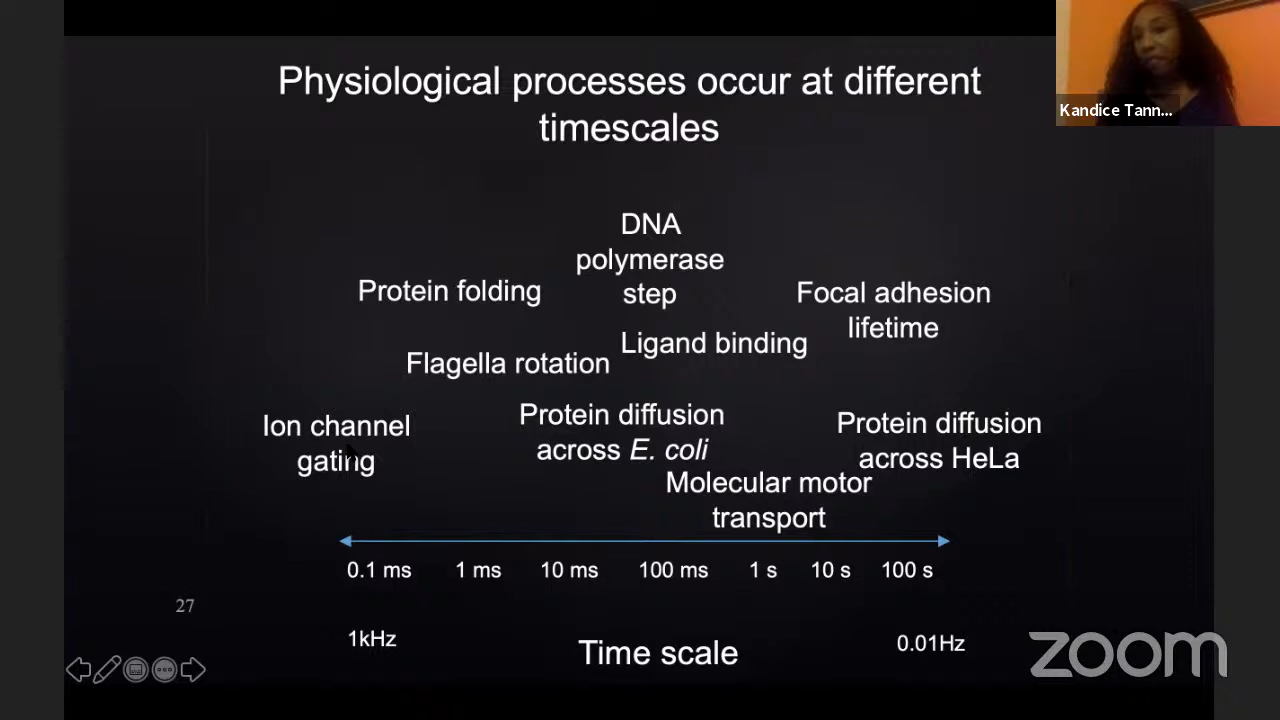 Physiological processes occur at different
timescales
Kandice Tann...
DNA
polymerase
step
Protein folding
Focal adhesion
lifetime
Ligand binding
Flagella rotation
Ion channel
gating
Protein diffusion
across E. coli
Protein diffusion
across HeLa
Molecular motor
transport
0.1 ms 1 ms 10 ms 100 ms 1 s 10 s 100 s
27
1kHz
Time scale
0.01Hz
zoom